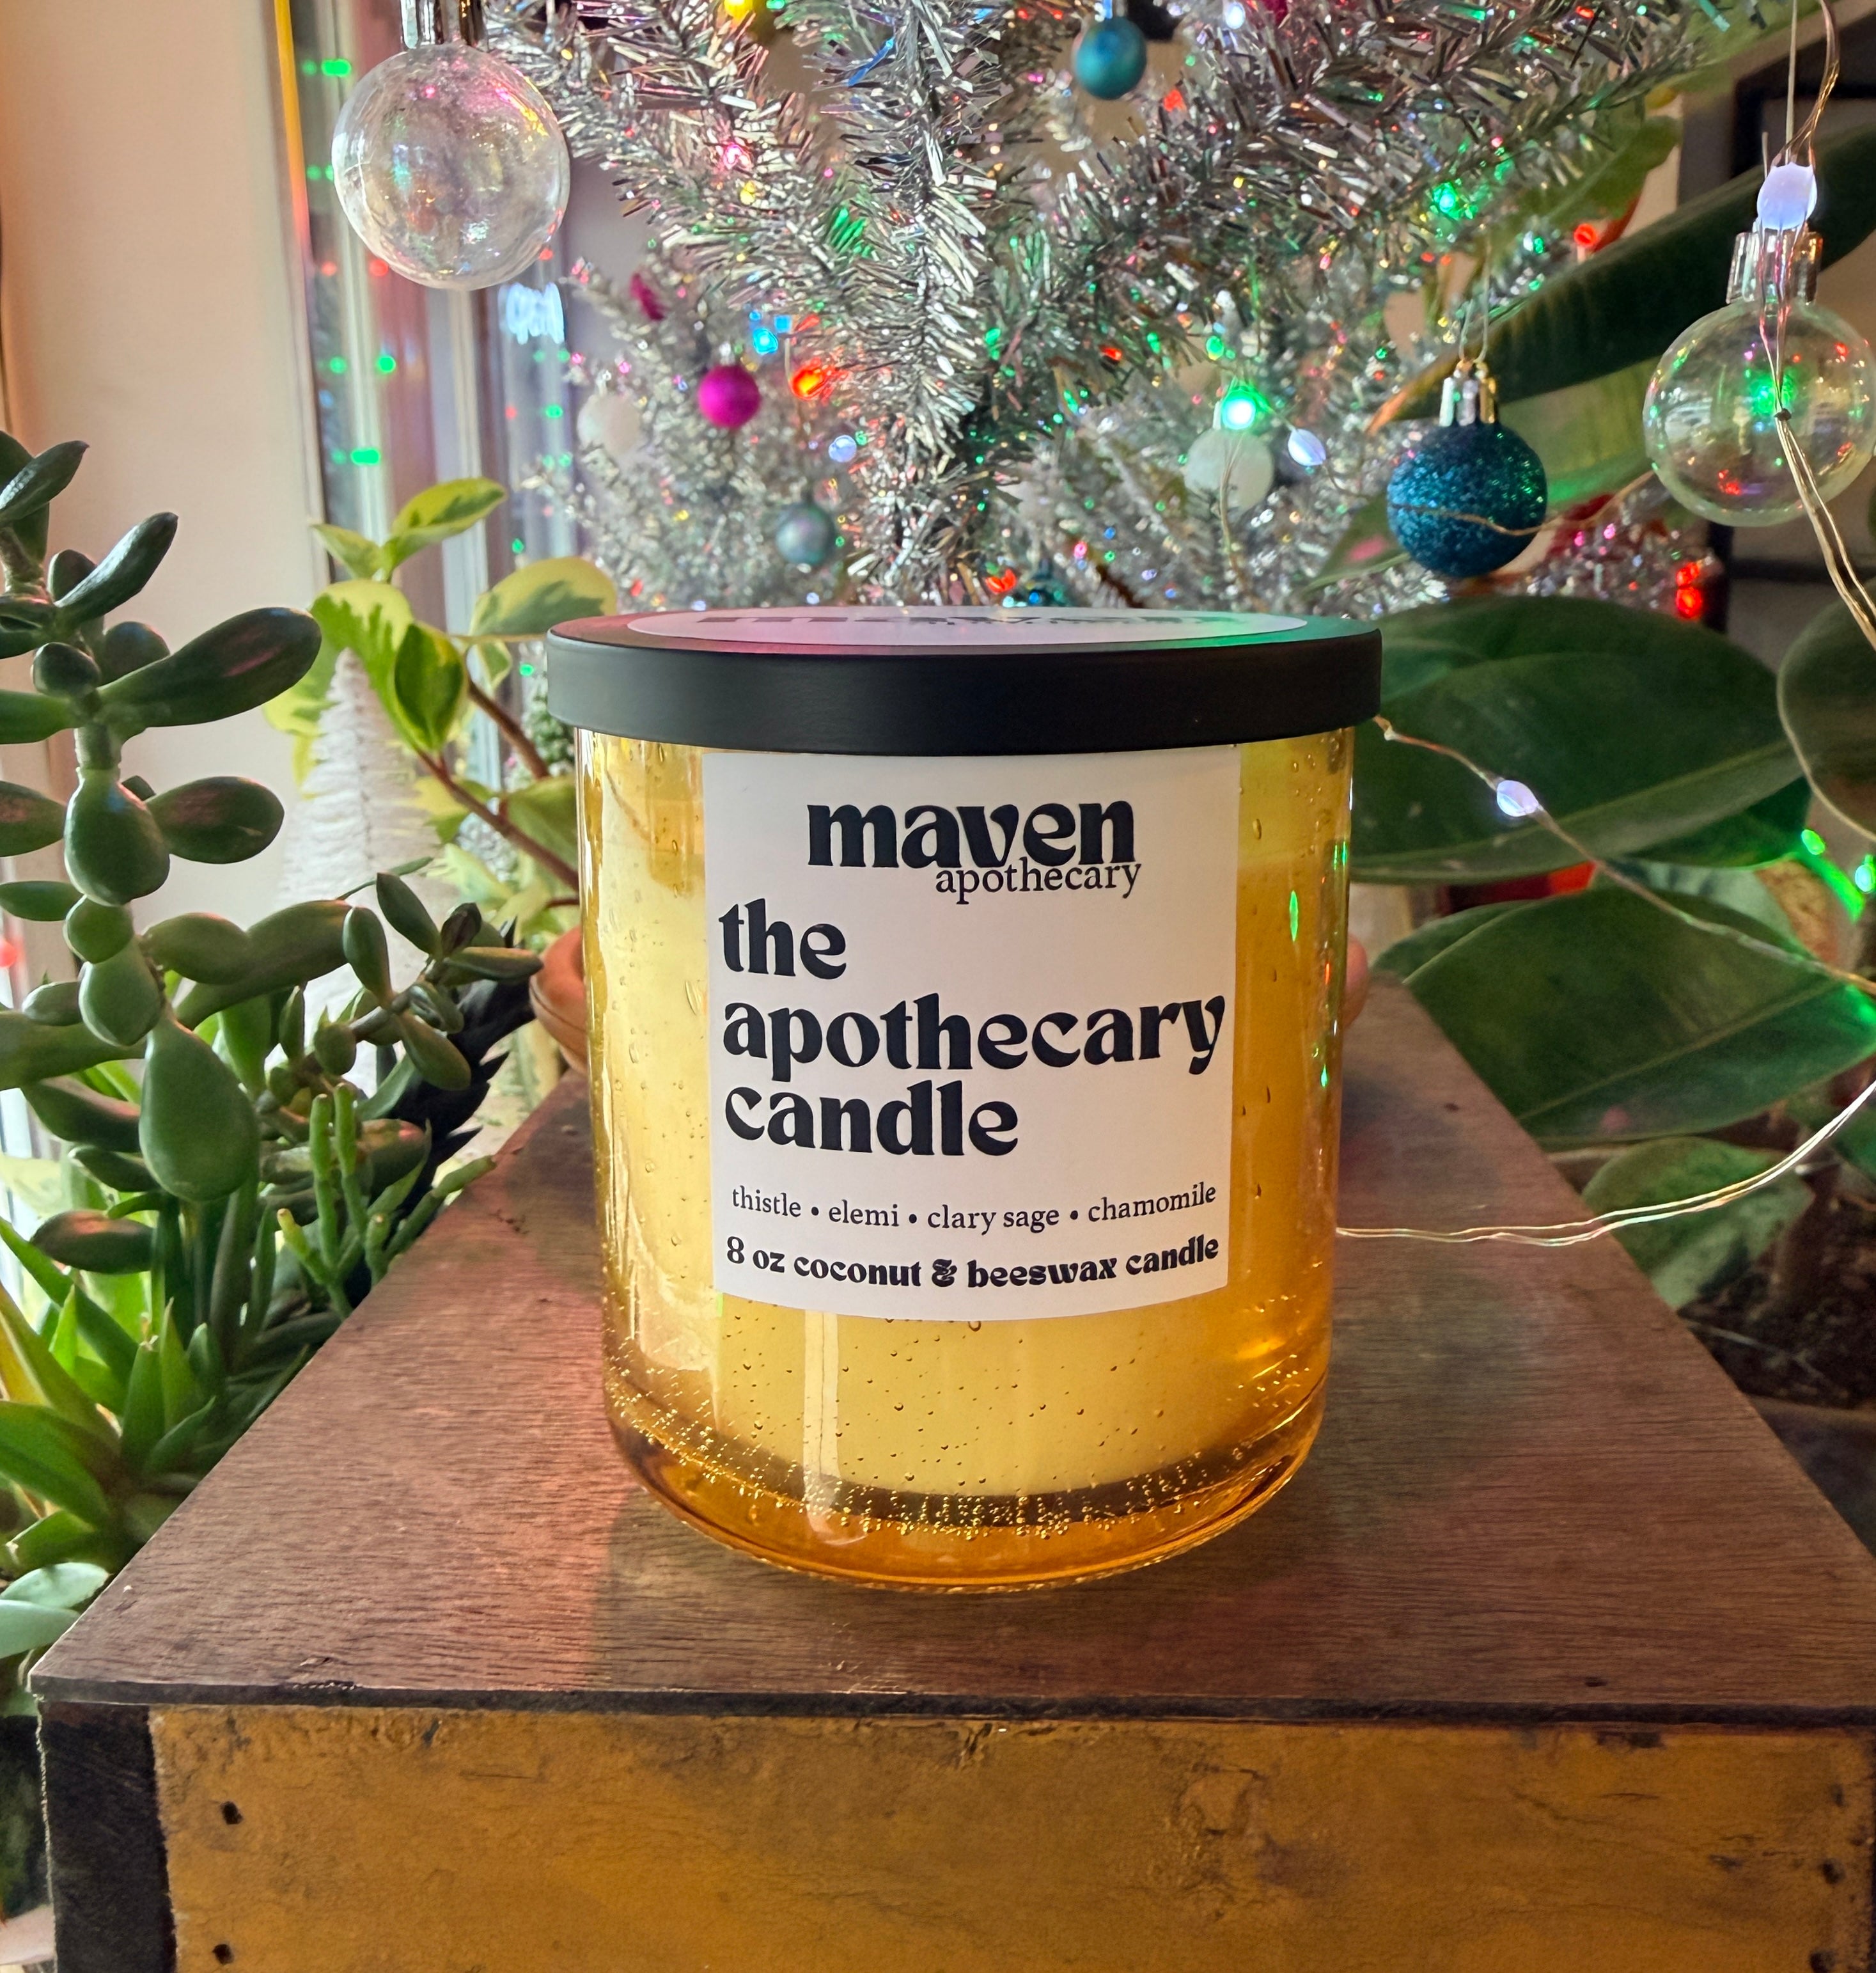 maven
apothecary
the
apothecary
candle
thistle • elemi • clary sage • chamomile
8 oz coconut & beeswax candle